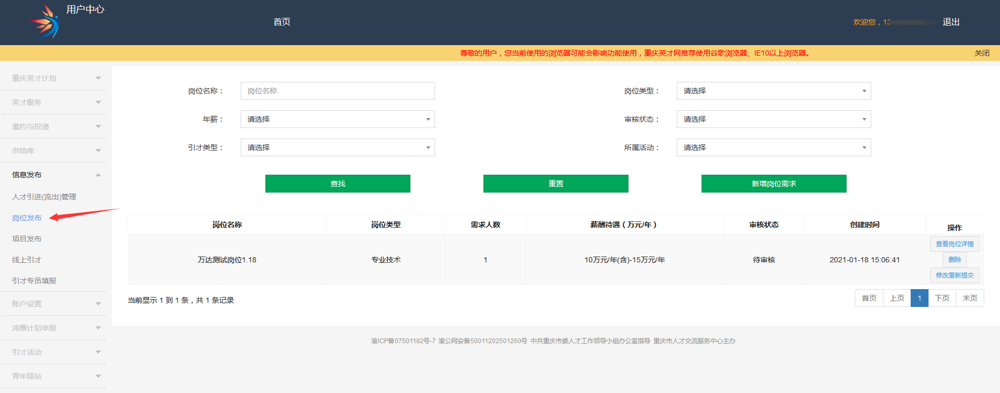 用户中心
首页
欢迎您，13
退出
尊敬的用户，您当前使用的浏览器可能会影响功能使用，重庆英才网推荐使用谷歌浏览器、IE10以上浏览器。
关闭
重庆英才计划
英才服务
邀约与投递
供给库
信息发布
人才引进(流出)管理
岗位发布
项目发布
线上引才
引才专员填报
账户设置
鸿雁计划申报
引才活动
青年驿站
岗位名称： 岗位名称 岗位类型： 请选择
年薪： 请选择 审核状态： 请选择
引才类型： 请选择 所属活动： 请选择
查找 重置 新增岗位需求
岗位名称 岗位类型 需求人数 薪酬待遇（万元/年） 审核状态 创建时间 操作
万达测试岗位1.18 专业技术 1 10万元/年(含)-15万元/年 待审核 2021-01-18 15:06:41
查看岗位详情
删除
修改重新提交
当前显示 1 到 1 条，共 1 条记录
首页 上页 1 下页 末页
渝ICP备07501182号-7 渝公网安备50011202501260号 中共重庆市委人才工作领导小组办公室指导 重庆市人才交流服务中心主办